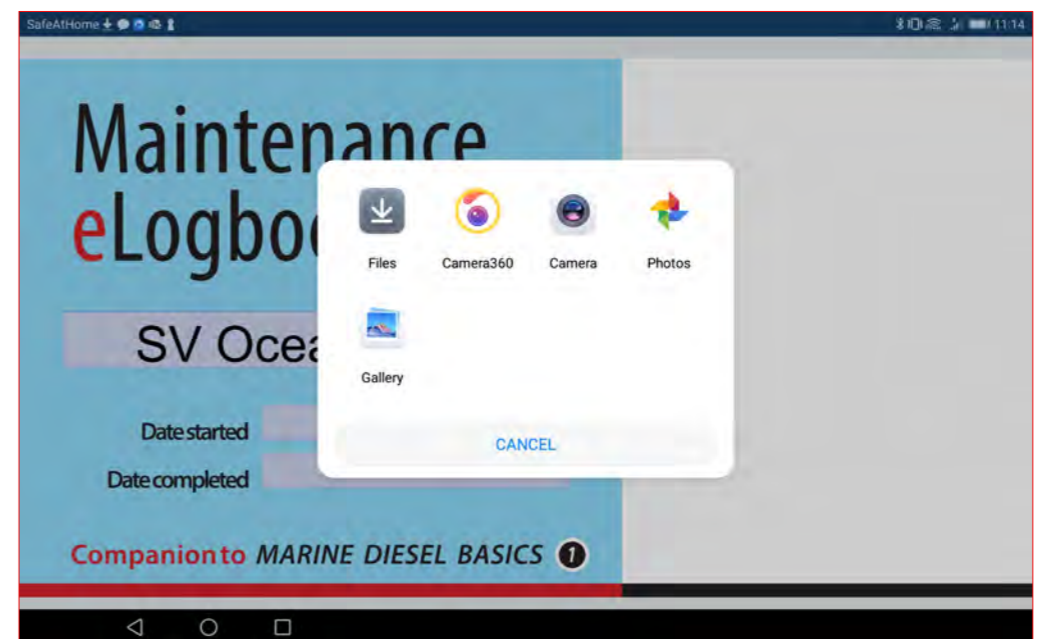 SafeAtHome
11:14
Maintenance
eLogboo
SV Ocea
Date started
Date completed
Companion to MARINE DIESEL BASICS 1
Files
Camera360
Camera
Photos
Gallery
CANCEL